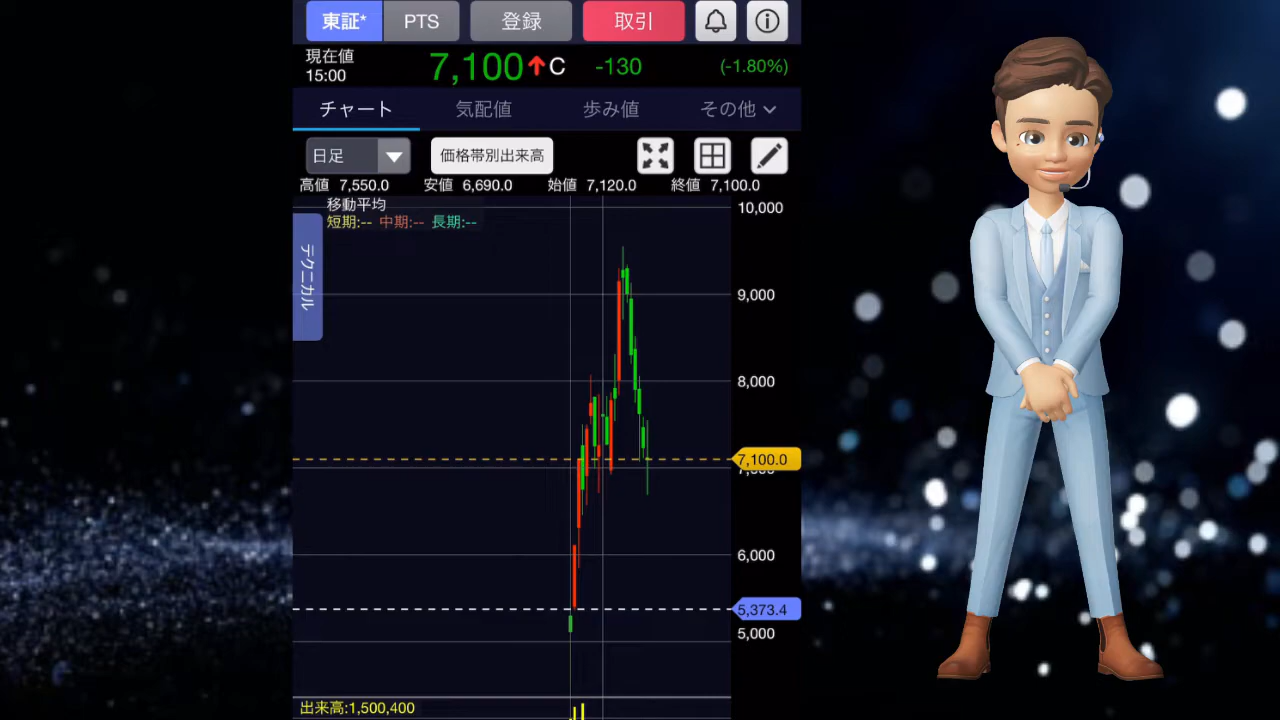 東証* PTS 登録 取引
現在値
15:00
7,100 C -130 (-1.80%)
チャート 気配値 歩み値 その他
日足 価格帯別出来高
高値 7,550.0 安値 6,690.0 始値 7,120.0 終値 7,100.0
移動平均
短期:-- 中期:-- 長期:--
テクニカル
10,000
9,000
8,000
7,100.0
7,000
6,000
5,373.4
5,000
出来高:1,500,400